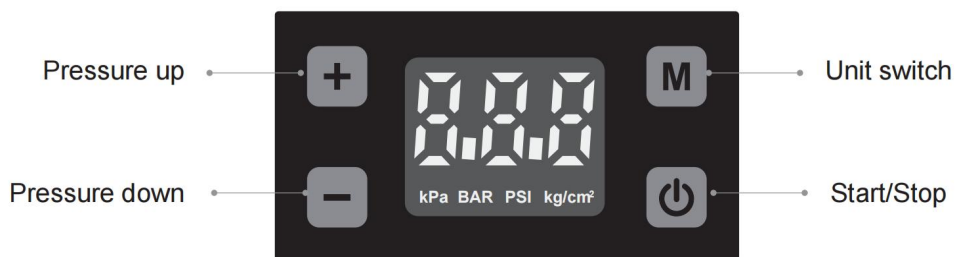 Pressure up
+
M
Unit switch
8.8.8
kPa BAR PSI kg/cm²
Pressure down
−
Start/Stop